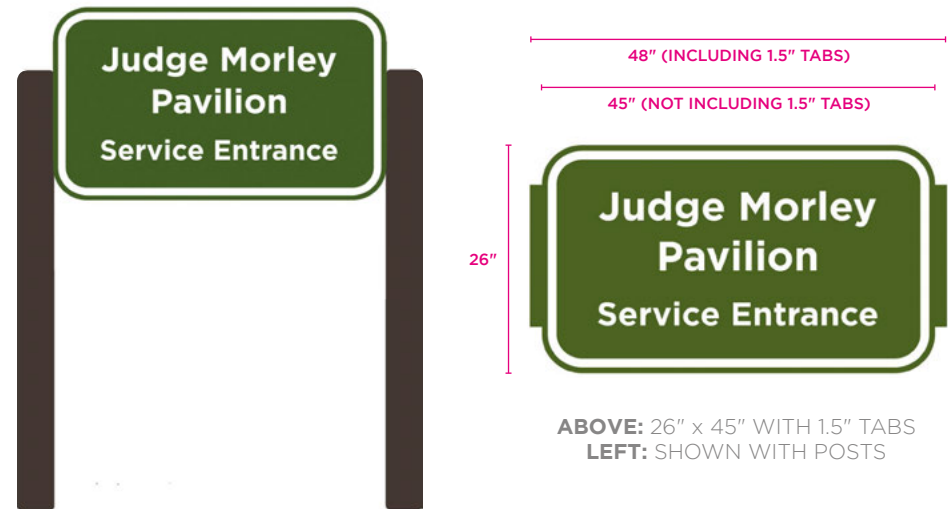 Judge Morley
Pavilion
Service Entrance
48" (INCLUDING 1.5" TABS)
45" (NOT INCLUDING 1.5" TABS)
26"
Judge Morley
Pavilion
Service Entrance
ABOVE: 26" x 45" WITH 1.5" TABS
LEFT: SHOWN WITH POSTS